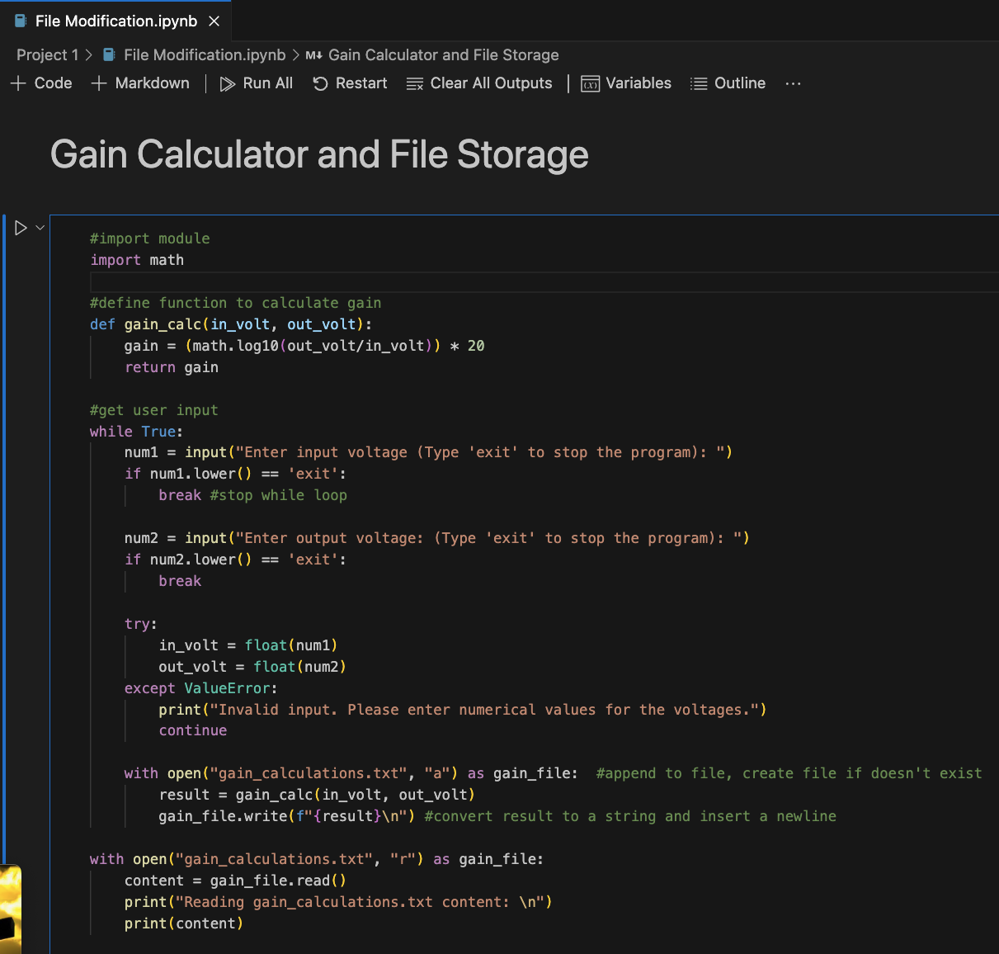 File Modification.ipynb
Project 1 > File Modification.ipynb > M↓ Gain Calculator and File Storage
+ Code + Markdown | Run All Restart Clear All Outputs | (x) Variables Outline ...
Gain Calculator and File Storage
#import module
import math
#define function to calculate gain
def gain_calc(in_volt, out_volt):
    gain = (math.log10(out_volt/in_volt)) * 20
    return gain
#get user input
while True:
    num1 = input("Enter input voltage (Type 'exit' to stop the program): ")
    if num1.lower() == 'exit':
        break #stop while loop
    num2 = input("Enter output voltage: (Type 'exit' to stop the program): ")
    if num2.lower() == 'exit':
        break
    try:
        in_volt = float(num1)
        out_volt = float(num2)
    except ValueError:
        print("Invalid input. Please enter numerical values for the voltages.")
        continue
    with open("gain_calculations.txt", "a") as gain_file:  #append to file, create file if doesn't exist
        result = gain_calc(in_volt, out_volt)
        gain_file.write(f"{result}\n") #convert result to a string and insert a newline
with open("gain_calculations.txt", "r") as gain_file:
    content = gain_file.read()
    print("Reading gain_calculations.txt content: \n")
    print(content)